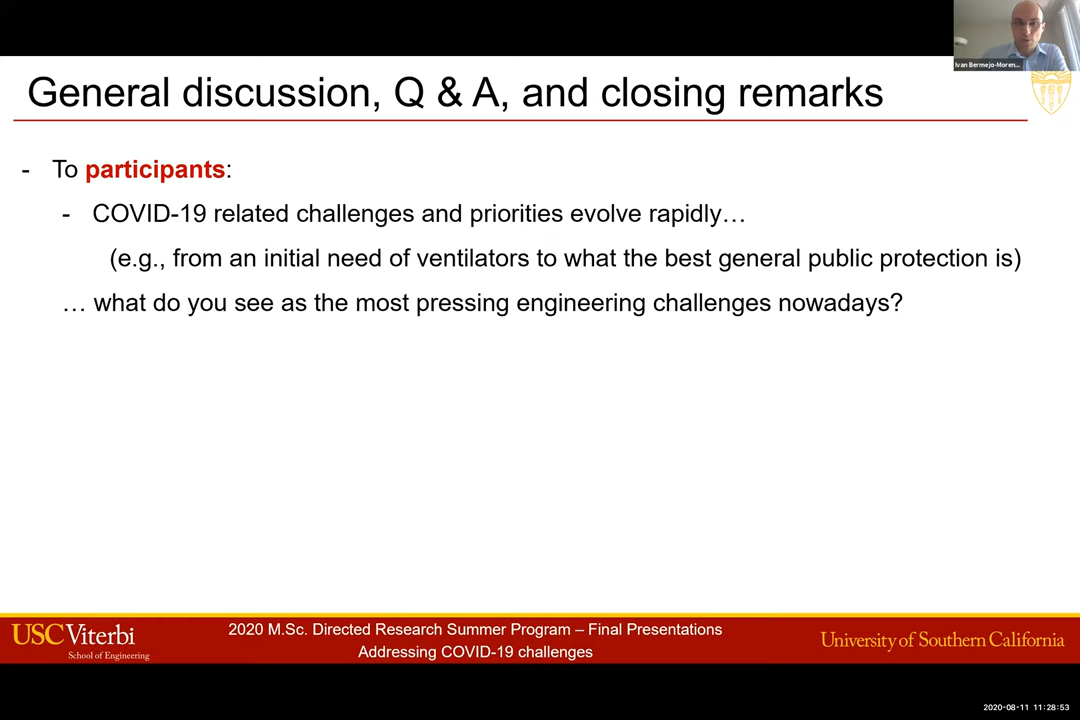 Ivan Bermejo-Moren...
General discussion, Q & A, and closing remarks
- To participants:
- COVID-19 related challenges and priorities evolve rapidly…
(e.g., from an initial need of ventilators to what the best general public protection is)
… what do you see as the most pressing engineering challenges nowadays?
USC Viterbi
School of Engineering
2020 M.Sc. Directed Research Summer Program – Final Presentations
Addressing COVID-19 challenges
University of Southern California
2020-08-11 11:28:53